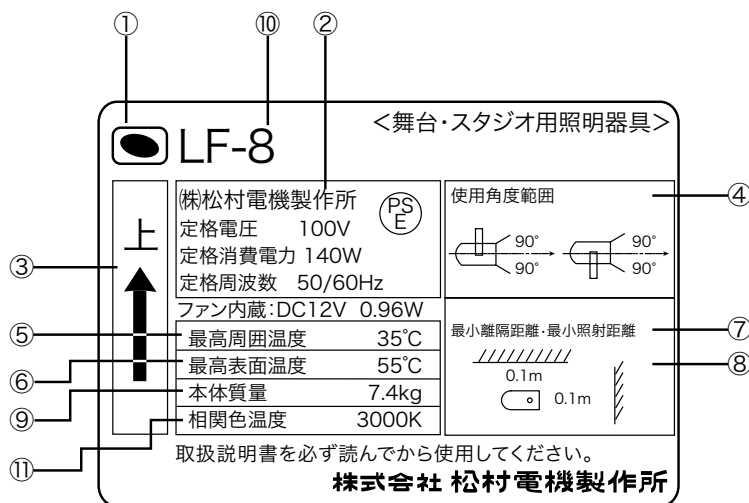 ① ⑩ ②
LF-8
<舞台・スタジオ用照明器具>
㈱松村電機製作所
PS
E
定格電圧 100V
定格消費電力 140W
定格周波数 50/60Hz
ファン内蔵:DC12V 0.96W
使用角度範囲
90° 90°
90° 90°
④
上
③
⑤
最高周囲温度 35℃
⑥
最高表面温度 55℃
⑨
本体質量 7.4kg
⑪
相関色温度 3000K
最小離隔距離・最小照射距離
⑦
⑧
0.1m
0.1m
取扱説明書を必ず読んでから使用してください。
株式会社 松村電機製作所